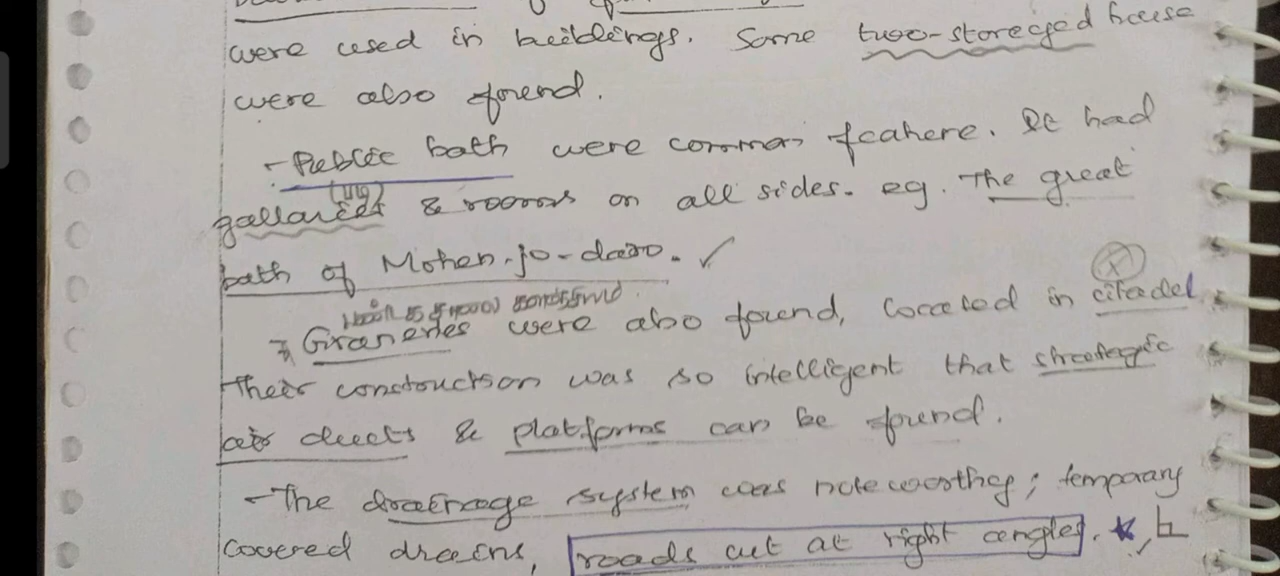 were used in buildings. Some two-storeyed house
were also found.
- Public bath were common feahere. It had
gallaries & rooms on all sides. eg. The great
bath of Mohen-jo-daro. ✓
→ Graneries were also found, located in citadel.
Their construction was so intelligent that strategic
air ducts & platforms can be found.
- The drainage system was noteworthy; temporary
covered drains, roads cut at right angles.